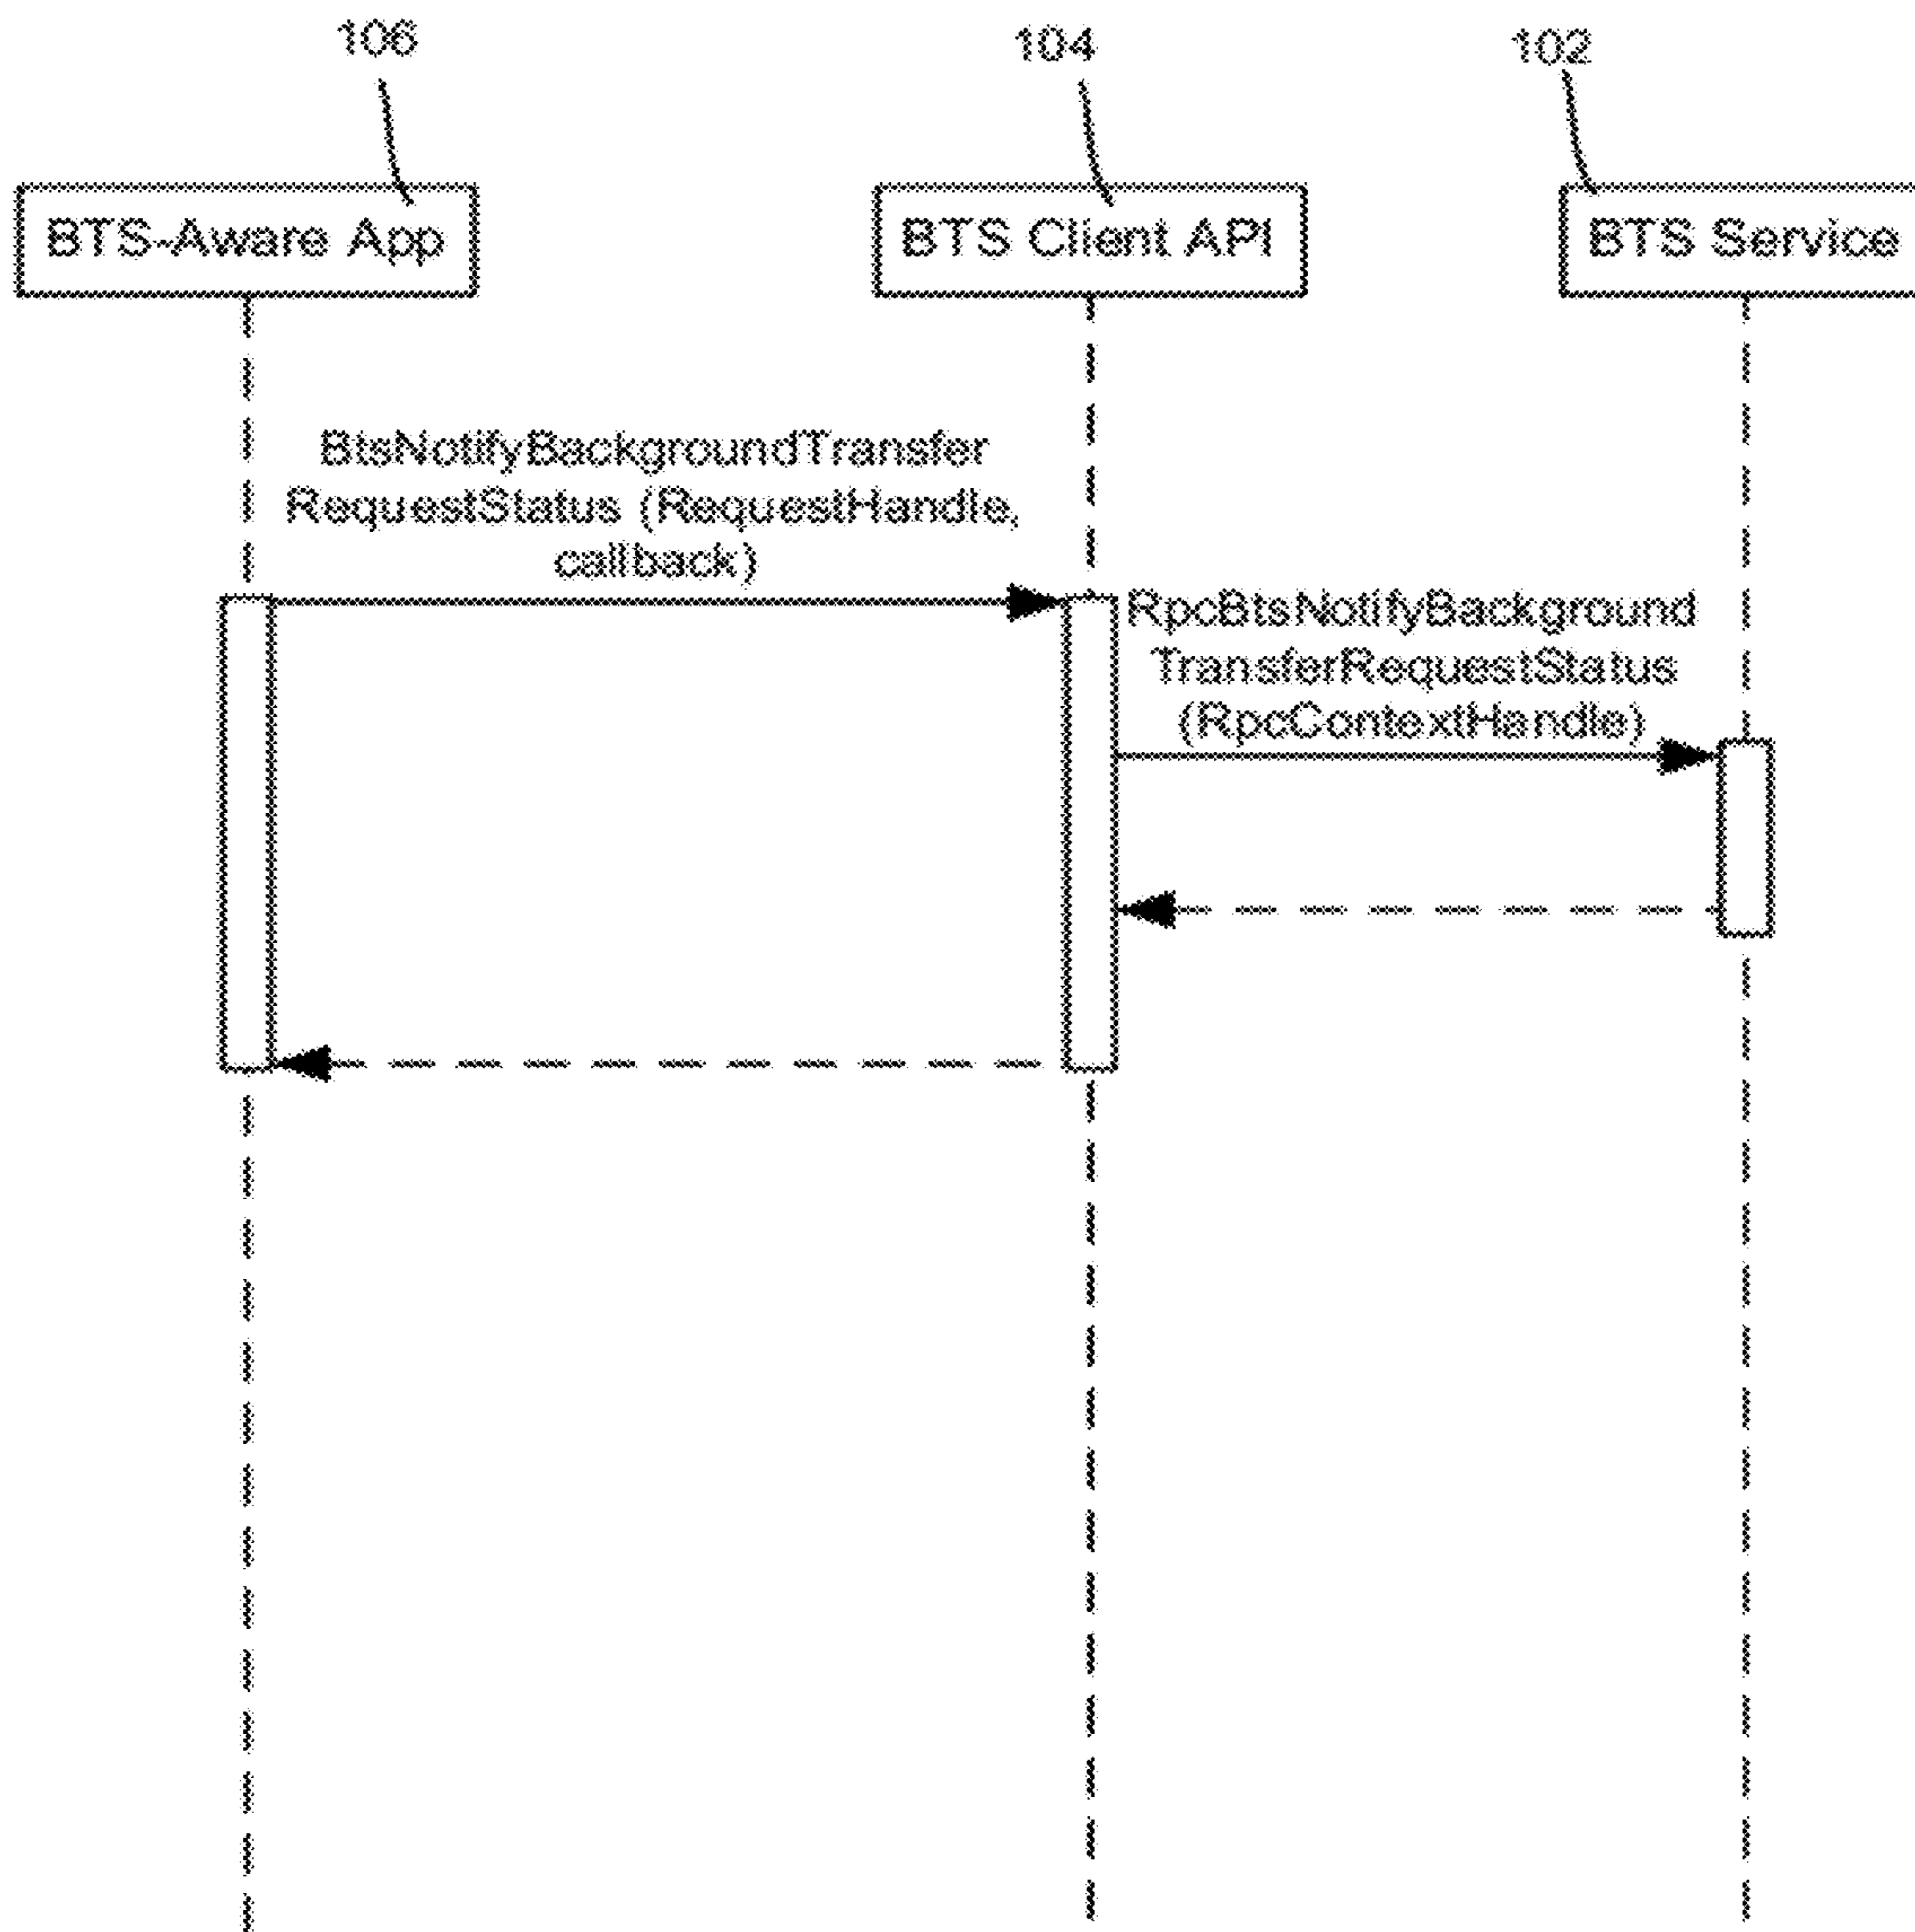 106
104
102
BTS-Aware App
BTS Client API
BTS Service
BtsNotifyBackgroundTransfer
RequestStatus (RequestHandle,
callback)
RpcBtsNotifyBackground
TransferRequestStatus
(RpcContextHandle)